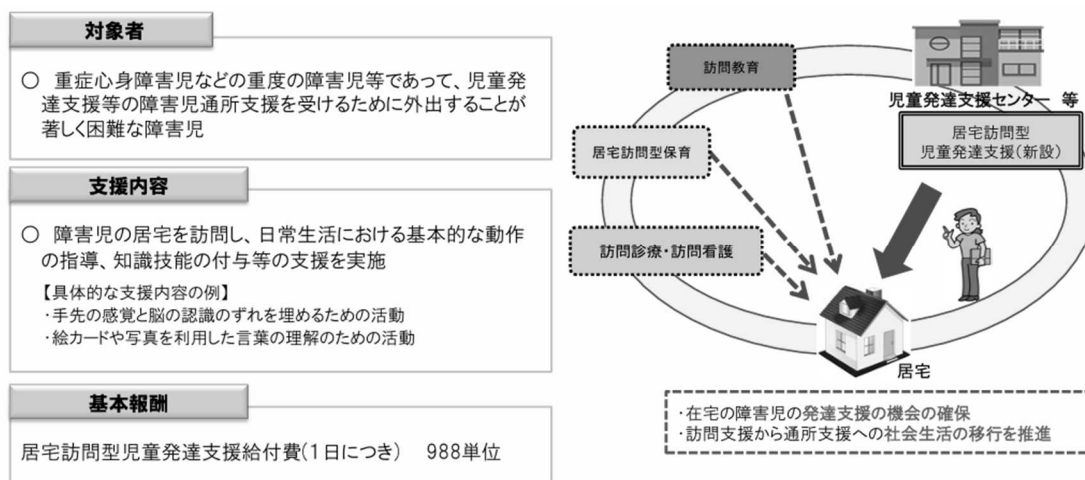 対象者
○ 重症心身障害児などの重度の障害児等であって、児童発
達支援等の障害児通所支援を受けるために外出することが
著しく困難な障害児
支援内容
○ 障害児の居宅を訪問し、日常生活における基本的な動作
の指導、知識技能の付与等の支援を実施
【具体的な支援内容の例】
・手先の感覚と脳の認識のずれを埋めるための活動
・絵カードや写真を利用した言葉の理解のための活動
基本報酬
居宅訪問型児童発達支援給付費(1日につき) 988単位
訪問教育
児童発達支援センター 等
居宅訪問型
児童発達支援(新設)
居宅訪問型保育
訪問診療・訪問看護
居宅
・在宅の障害児の発達支援の機会の確保
・訪問支援から通所支援への社会生活の移行を推進